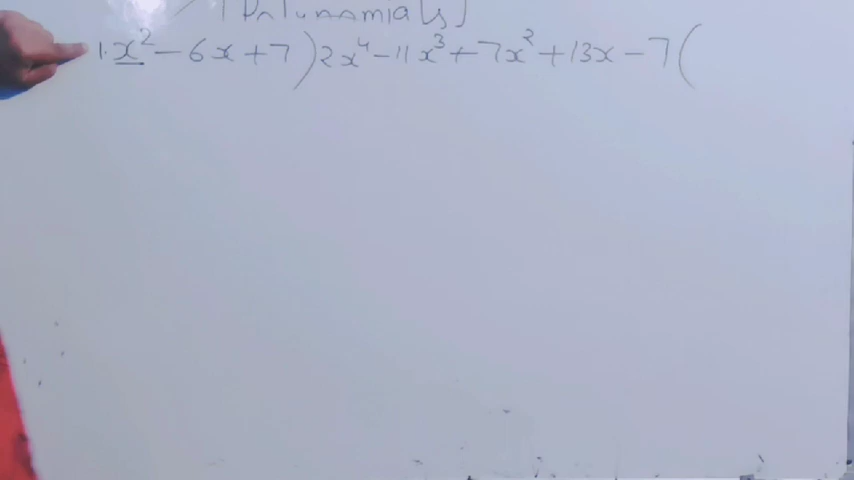 (Polynomials)
1.x² - 6x + 7 ) 2x⁴ - 11x³ + 7x² + 13x - 7 (